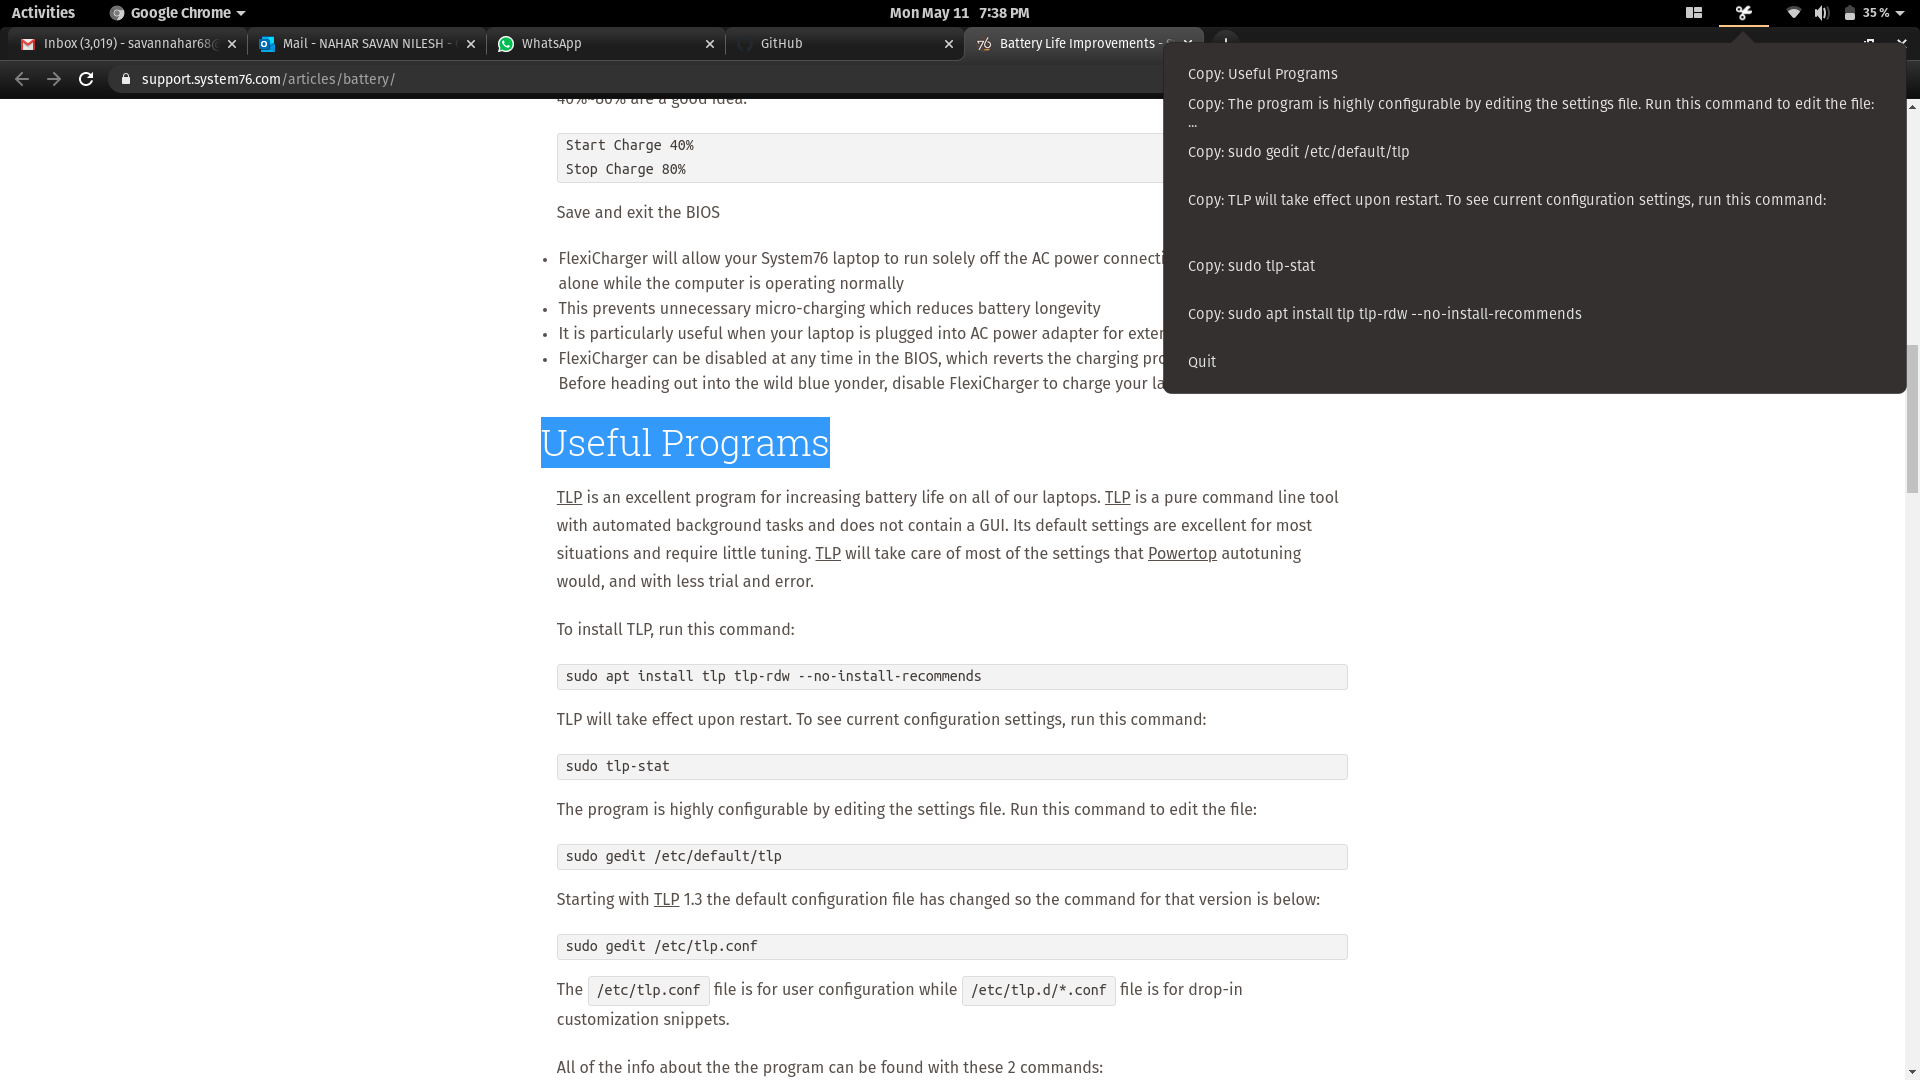 Activities
Google Chrome
Mon May 11 7:38 PM
35 %
Inbox (3,019) - savannahar68@
Mail - NAHAR SAVAN NILESH -
WhatsApp
GitHub
Battery Life Improvements -
support.system76.com/articles/battery/
40%-80% are a good idea.
Start Charge 40%
Stop Charge 80%
Save and exit the BIOS
FlexiCharger will allow your System76 laptop to run solely off the AC power
alone while the computer is operating normally
This prevents unnecessary micro-charging which reduces battery longevity
It is particularly useful when your laptop is plugged into AC power adapter for
FlexiCharger can be disabled at any time in the BIOS, which reverts the charging
Before heading out into the wild blue yonder, disable FlexiCharger to charge your
Copy: Useful Programs
Copy: The program is highly configurable by editing the settings file. Run this command to edit the file:
...
Copy: sudo gedit /etc/default/tlp
Copy: TLP will take effect upon restart. To see current configuration settings, run this command:
Copy: sudo tlp-stat
Copy: sudo apt install tlp tlp-rdw --no-install-recommends
Quit
Useful Programs
TLP is an excellent program for increasing battery life on all of our laptops. TLP is a pure command line tool
with automated background tasks and does not contain a GUI. Its default settings are excellent for most
situations and require little tuning. TLP will take care of most of the settings that Powertop autotuning
would, and with less trial and error.
To install TLP, run this command:
sudo apt install tlp tlp-rdw --no-install-recommends
TLP will take effect upon restart. To see current configuration settings, run this command:
sudo tlp-stat
The program is highly configurable by editing the settings file. Run this command to edit the file:
sudo gedit /etc/default/tlp
Starting with TLP 1.3 the default configuration file has changed so the command for that version is below:
sudo gedit /etc/tlp.conf
The /etc/tlp.conf file is for user configuration while /etc/tlp.d/*.conf file is for drop-in
customization snippets.
All of the info about the the program can be found with these 2 commands: